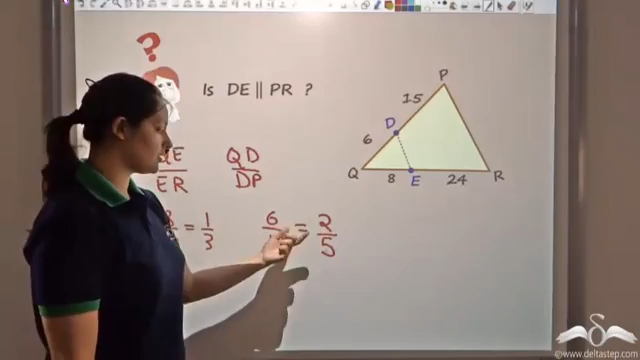 ?
Is DE || PR ?
P
15
D
6
Q
8
E
24
R
QE/ER QD/DP
= 1/3 6/ = 2/5
©www.deltastep.com